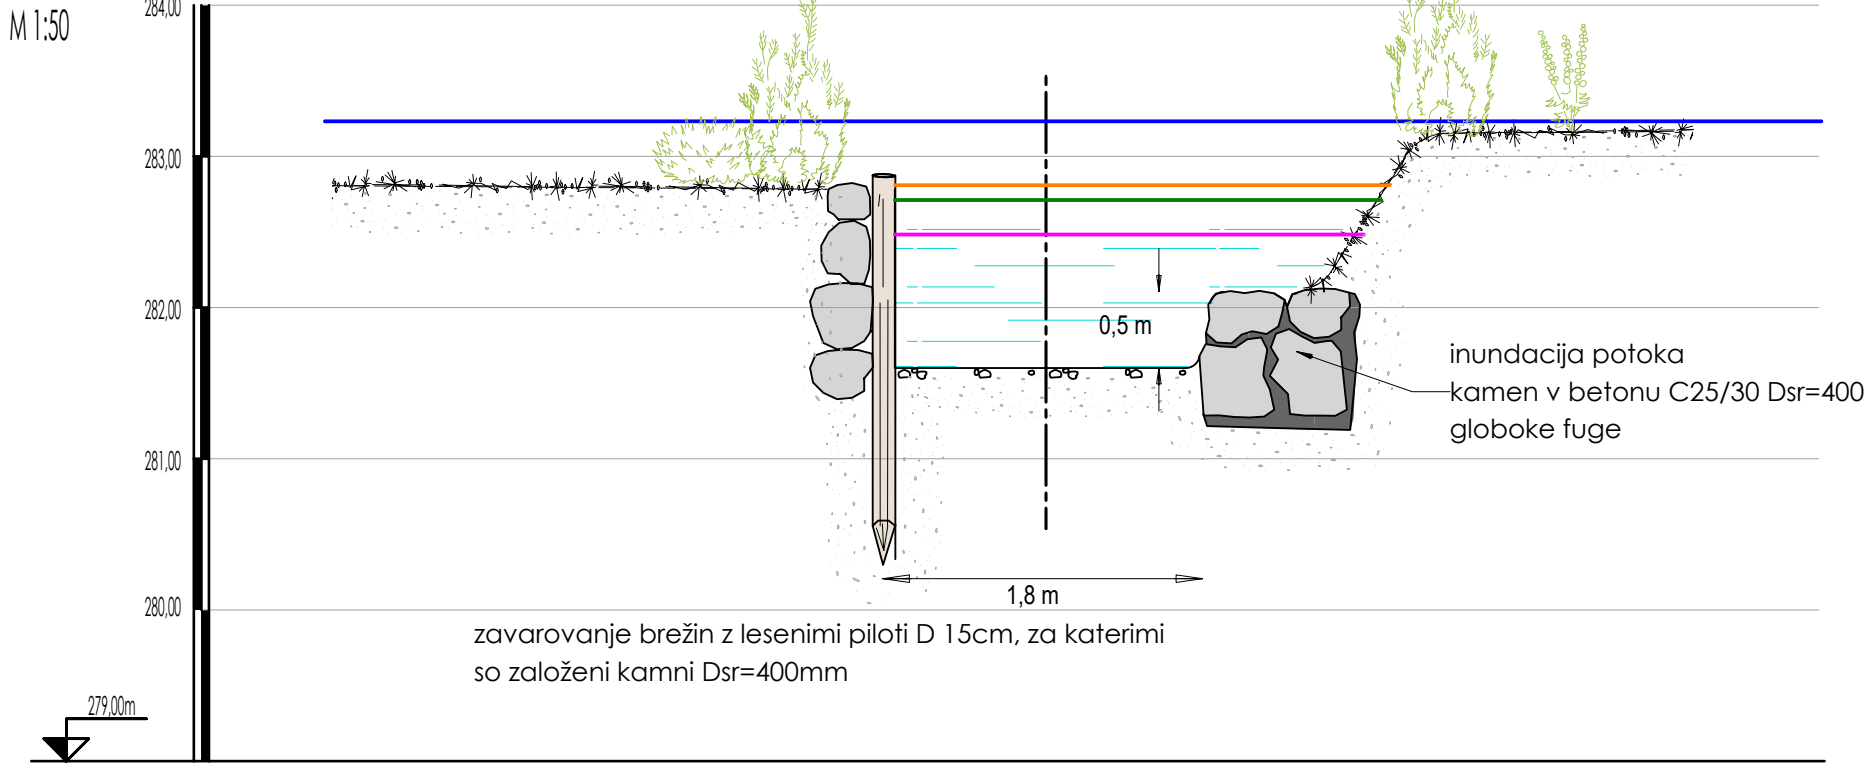 284,00
M 1:50
283,00
282,00
0,5 m
inundacija potoka
kamen v betonu C25/30 Dsr=400
globoke fuge
281,00
1,8 m
280,00
zavarovanje brežin z lesenimi piloti D 15cm, za katerimi
so založeni kamni Dsr=400mm
279,00m